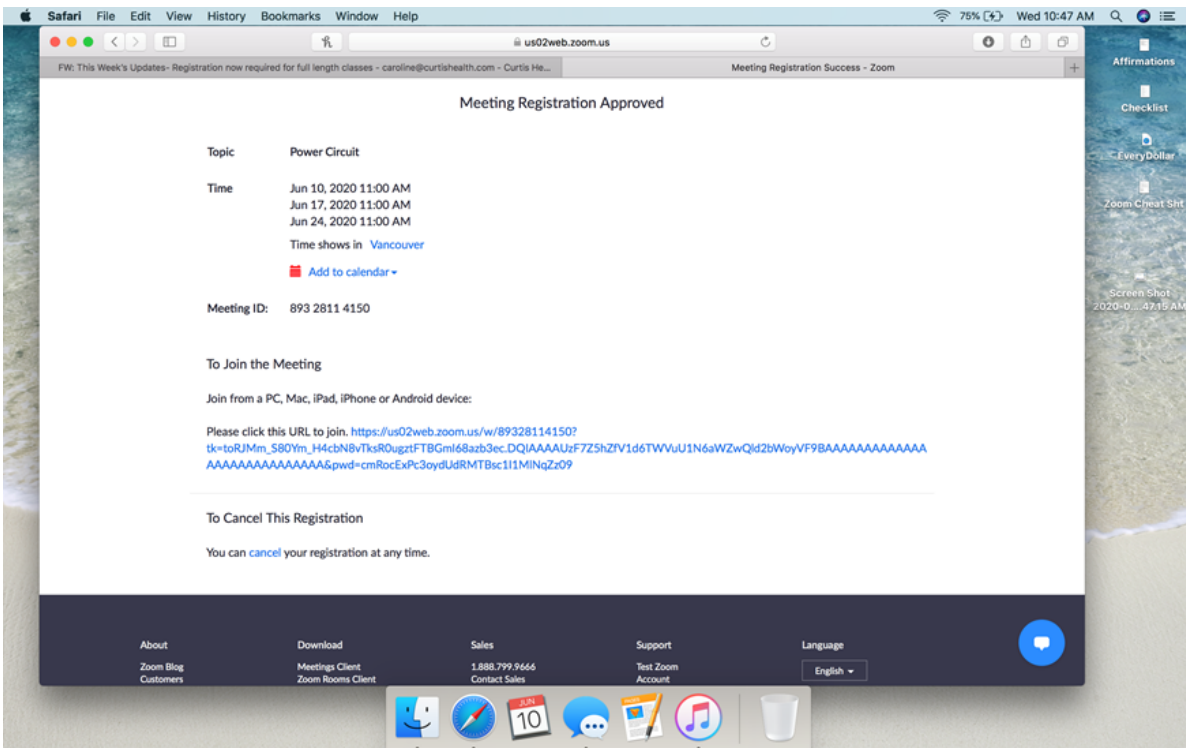 Safari File Edit View History Bookmarks Window Help
75% Wed 10:47 AM
us02web.zoom.us
FW: This Week's Updates- Registration now required for full length classes - caroline@curtishealth.com - Curtis He...
Meeting Registration Success - Zoom
Affirmations
Checklist
EveryDollar
Zoom Cheat Sht
Screen Shot
2020-0....47.15 AM
Meeting Registration Approved
Topic Power Circuit
Time Jun 10, 2020 11:00 AM
Jun 17, 2020 11:00 AM
Jun 24, 2020 11:00 AM
Time shows in Vancouver
Add to calendar
Meeting ID: 893 2811 4150
To Join the Meeting
Join from a PC, Mac, iPad, iPhone or Android device:
Please click this URL to join. https://us02web.zoom.us/w/89328114150?
To Cancel This Registration
You can cancel your registration at any time.
About Download Sales Support Language
Zoom Blog Meetings Client 1.888.799.9666 Test Zoom English
Customers Zoom Rooms Client Contact Sales Account
JUN
10